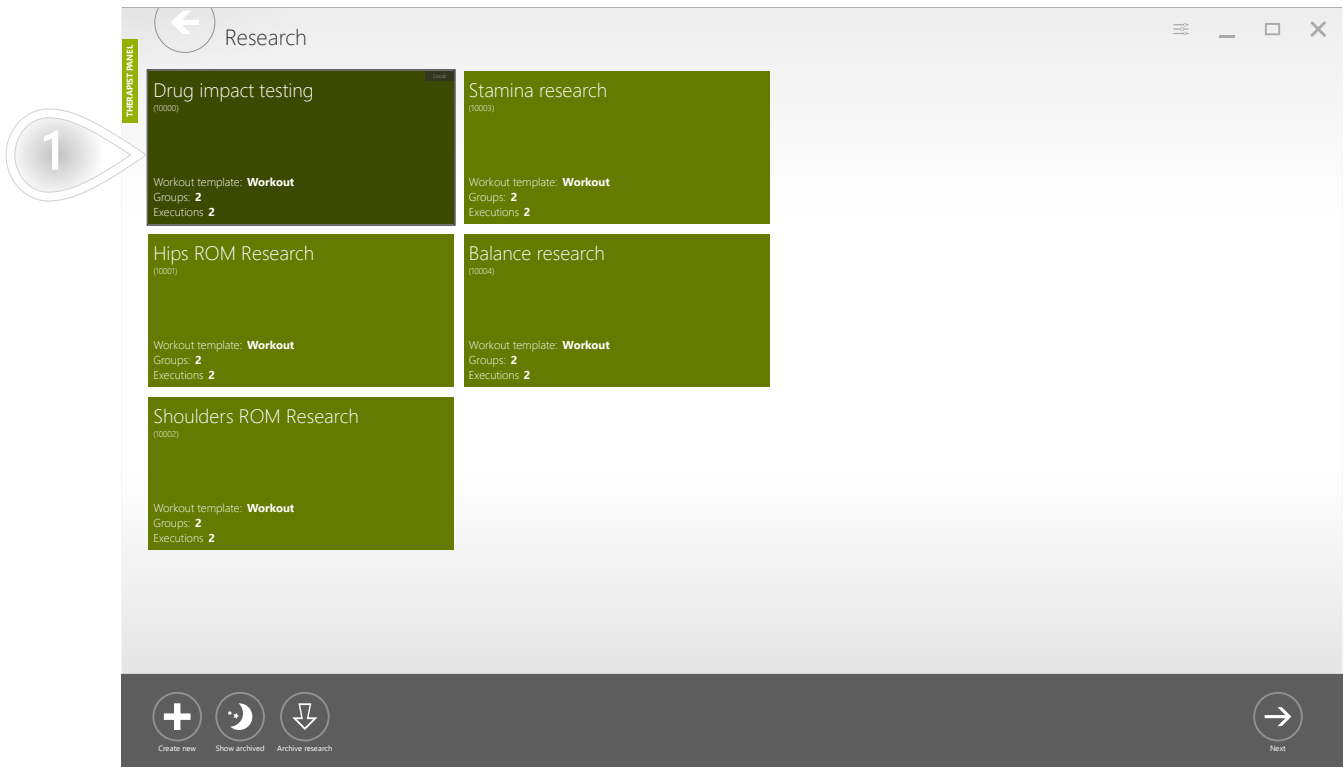 Research
THERAPIST PANEL
1
Local
Drug impact testing
(10000)
Workout template: Workout
Groups: 2
Executions 2
Stamina research
(10003)
Workout template: Workout
Groups: 2
Executions 2
Hips ROM Research
(10001)
Workout template: Workout
Groups: 2
Executions 2
Balance research
(10004)
Workout template: Workout
Groups: 2
Executions 2
Shoulders ROM Research
(10002)
Workout template: Workout
Groups: 2
Executions 2
Create new
Show archived
Archive research
Next